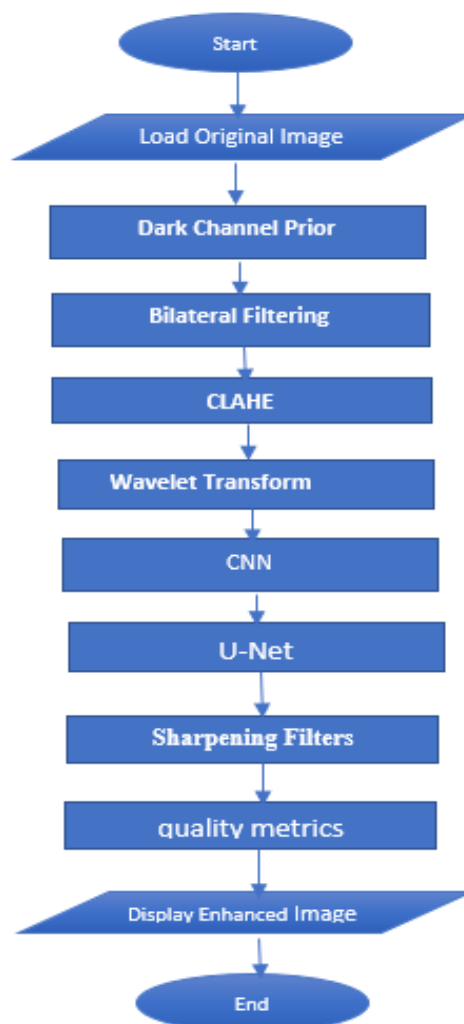 Start
Load Original Image
Dark Channel Prior
Bilateral Filtering
CLAHE
Wavelet Transform
CNN
U-Net
Sharpening Filters
quality metrics
Display Enhanced Image
End